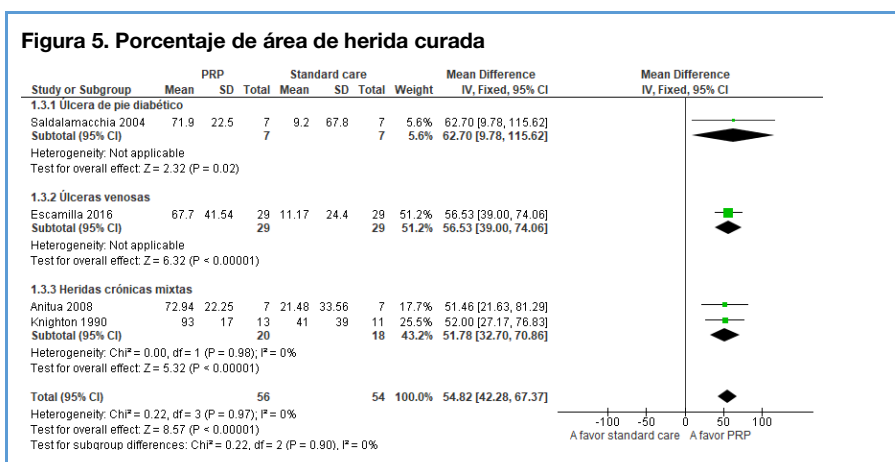 Figura 5. Porcentaje de área de herida curada
PRP Standard care Mean Difference Mean Difference
Study or Subgroup Mean SD Total Mean SD Total Weight IV, Fixed, 95% CI IV, Fixed, 95% CI
1.3.1 Úlcera de pie diabético
Saldalamacchia 2004 71.9 22.5 7 9.2 67.8 7 5.6% 62.70 [9.78, 115.62]
Subtotal (95% CI) 7 7 5.6% 62.70 [9.78, 115.62]
Heterogeneity: Not applicable
Test for overall effect: Z = 2.32 (P = 0.02)
1.3.2 Úlceras venosas
Escamilla 2016 67.7 41.54 29 11.17 24.4 29 51.2% 56.53 [39.00, 74.06]
Subtotal (95% CI) 29 29 51.2% 56.53 [39.00, 74.06]
Heterogeneity: Not applicable
Test for overall effect: Z = 6.32 (P < 0.00001)
1.3.3 Heridas crónicas mixtas
Anitua 2008 72.94 22.25 7 21.48 33.56 7 17.7% 51.46 [21.63, 81.29]
Knighton 1990 93 17 13 41 39 11 25.5% 52.00 [27.17, 76.83]
Subtotal (95% CI) 20 18 43.2% 51.78 [32.70, 70.86]
Heterogeneity: Chi² = 0.00, df = 1 (P = 0.98); I² = 0%
Test for overall effect: Z = 5.32 (P < 0.00001)
Total (95% CI) 56 54 100.0% 54.82 [42.28, 67.37]
Heterogeneity: Chi² = 0.22, df = 3 (P = 0.97); I² = 0%
Test for overall effect: Z = 8.57 (P < 0.00001)
Test for subgroup differences: Chi² = 0.22, df = 2 (P = 0.90), I² = 0%
-100 -50 0 50 100
A favor standard care A favor PRP